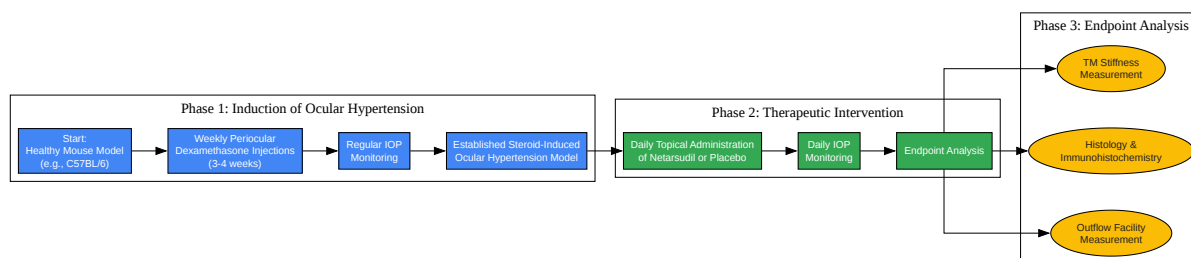 Phase 1: Induction of Ocular Hypertension
Start:
Healthy Mouse Model
(e.g., C57BL/6)
Weekly Periocular
Dexamethasone Injections
(3-4 weeks)
Regular IOP
Monitoring
Established Steroid-Induced
Ocular Hypertension Model
Phase 2: Therapeutic Intervention
Daily Topical Administration
of Netarsudil or Placebo
Daily IOP
Monitoring
Endpoint Analysis
Phase 3: Endpoint Analysis
TM Stiffness
Measurement
Histology &
Immunohistochemistry
Outflow Facility
Measurement